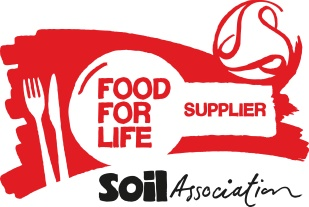 FOOD
FOR
LIFE
SUPPLIER
Soil Association